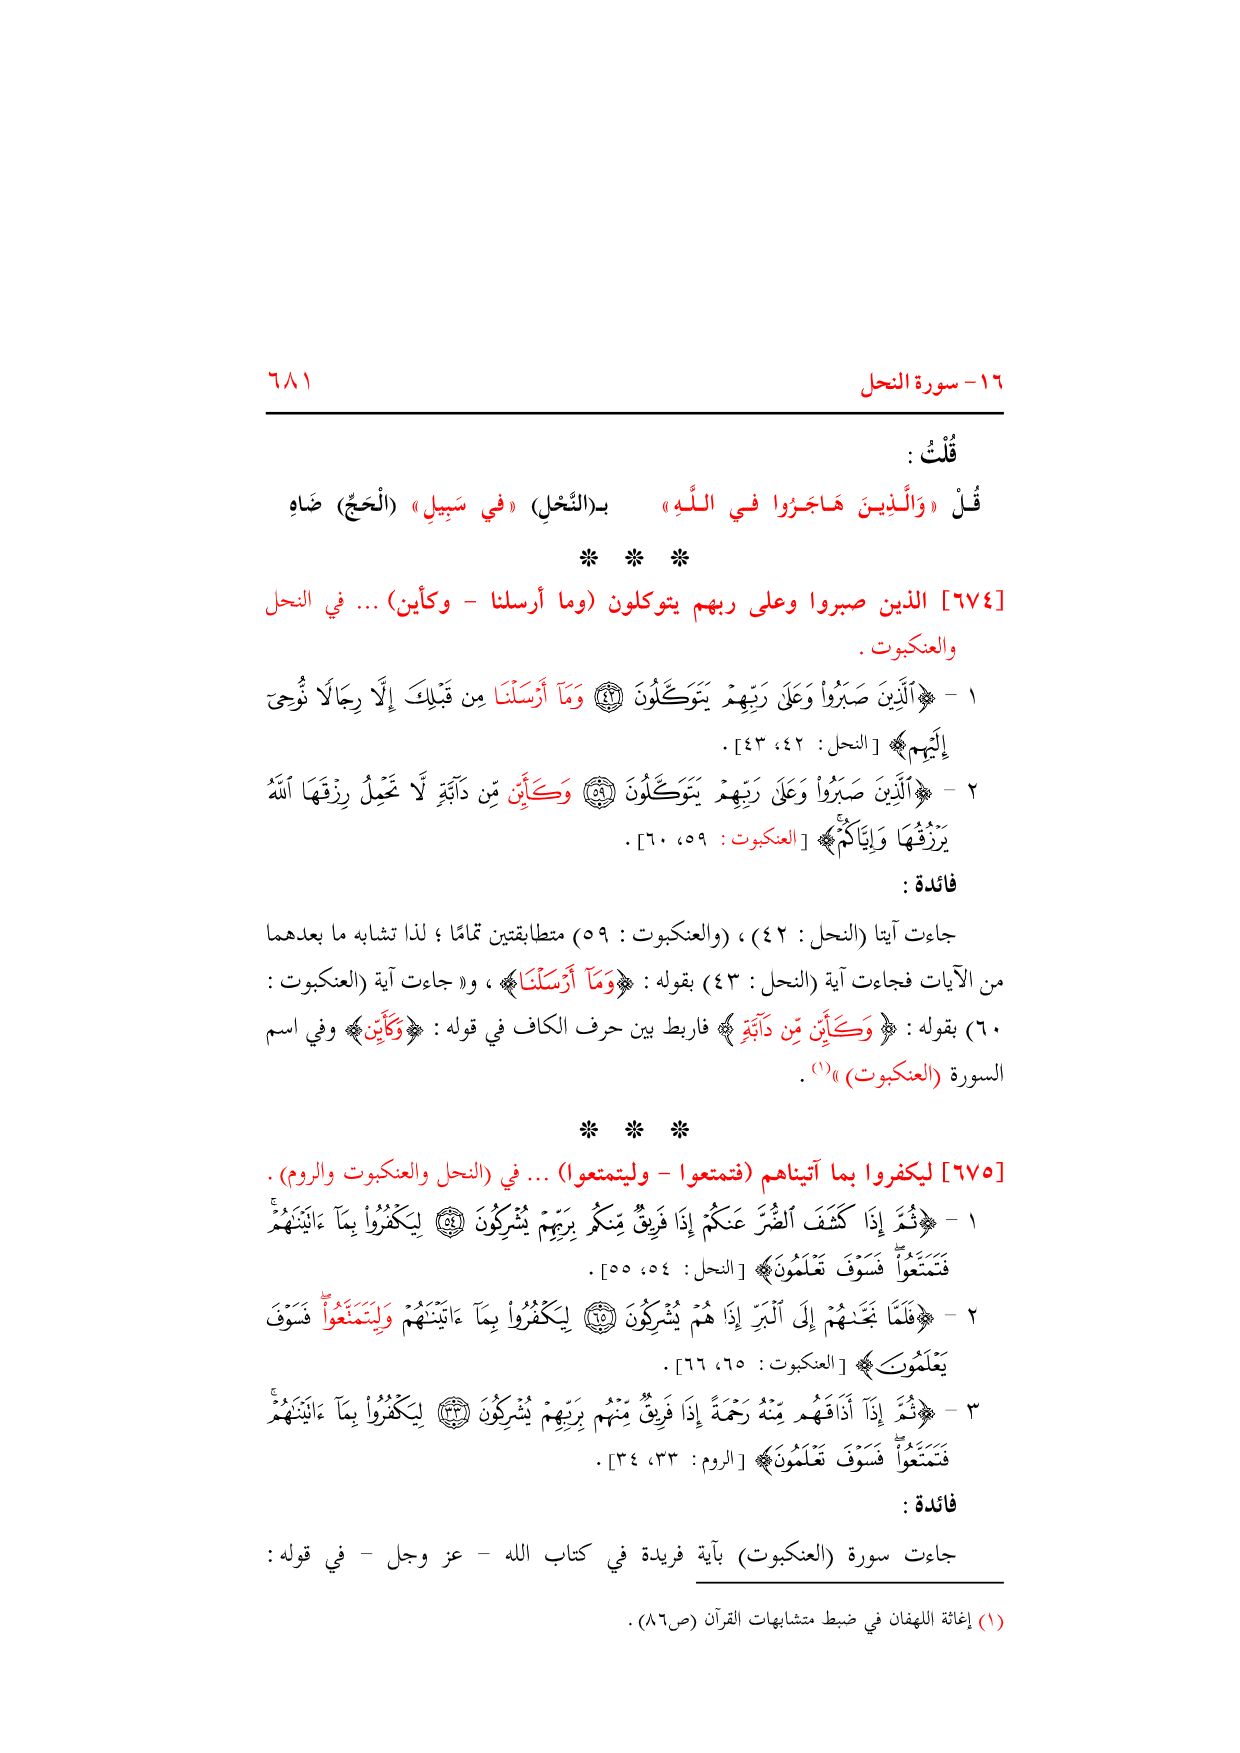 ١٦- سورة النحل ٦٨١
قُلْتُ :
قُـلْ «وَالَّـذِيـنَ هَـاجَـرُوا فـي الـلَّـهِ» بـ(النَّحْلِ) «في سَبِيلِ» (الْحَجِّ) ضَاهِ
❊ ❊ ❊
[٦٧٤] الذين صبروا وعلى ربهم يتوكلون (وما أرسلنا - وكأين) ... في النحل
والعنكبوت .
١ - ﴿ٱلَّذِينَ صَبَرُواْ وَعَلَىٰ رَبِّهِمۡ يَتَوَكَّلُونَ ٤٢ وَمَآ أَرۡسَلۡنَا مِن قَبۡلِكَ إِلَّا رِجَالٗا نُّوحِيٓ
إِلَيۡهِم﴾ [النحل: ٤٢، ٤٣] .
٢ - ﴿ٱلَّذِينَ صَبَرُواْ وَعَلَىٰ رَبِّهِمۡ يَتَوَكَّلُونَ ٥٩ وَكَأَيِّن مِّن دَآبَّةٖ لَّا تَحۡمِلُ رِزۡقَهَا ٱللَّهُ
يَرۡزُقُهَا وَإِيَّاكُمۡۚ﴾ [العنكبوت: ٥٩، ٦٠] .
فائدة :
جاءت آيتا (النحل: ٤٢) ، (والعنكبوت: ٥٩) متطابقتين تمامًا ؛ لذا تشابه ما بعدهما
من الآيات فجاءت آية (النحل: ٤٣) بقوله: ﴿وَمَآ أَرۡسَلۡنَا﴾ ، و« جاءت آية (العنكبوت:
٦٠) بقوله: ﴿ وَكَأَيِّن مِّن دَآبَّةٖ ﴾ فاربط بين حرف الكاف في قوله: ﴿وَكَأَيِّن﴾ وفي اسم
السورة (العنكبوت) »(١) .
❊ ❊ ❊
[٦٧٥] ليكفروا بما آتيناهم (فتمتعوا - وليتمتعوا) ... في (النحل والعنكبوت والروم) .
١ - ﴿ثُمَّ إِذَا كَشَفَ ٱلضُّرَّ عَنكُمۡ إِذَا فَرِيقٞ مِّنكُم بِرَبِّهِمۡ يُشۡرِكُونَ ٥٤ لِيَكۡفُرُواْ بِمَآ ءَاتَيۡنَٰهُمۡۚ
فَتَمَتَّعُواْۖ فَسَوۡفَ تَعۡلَمُونَ﴾ [النحل: ٥٤، ٥٥] .
٢ - ﴿فَلَمَّا نَجَّىٰهُمۡ إِلَى ٱلۡبَرِّ إِذَا هُمۡ يُشۡرِكُونَ ٦٥ لِيَكۡفُرُواْ بِمَآ ءَاتَيۡنَٰهُمۡ وَلِيَتَمَتَّعُواْۖ فَسَوۡفَ
يَعۡلَمُونَ﴾ [العنكبوت: ٦٥، ٦٦] .
٣ - ﴿ثُمَّ إِذَآ أَذَاقَهُم مِّنۡهُ رَحۡمَةً إِذَا فَرِيقٞ مِّنۡهُم بِرَبِّهِمۡ يُشۡرِكُونَ ٣٣ لِيَكۡفُرُواْ بِمَآ ءَاتَيۡنَٰهُمۡۚ
فَتَمَتَّعُواْۖ فَسَوۡفَ تَعۡلَمُونَ﴾ [الروم: ٣٣، ٣٤] .
فائدة :
جاءت سورة (العنكبوت) بآية فريدة في كتاب الله - عز وجل - في قوله:
(١) إغاثة اللهفان في ضبط متشابهات القرآن (ص٨٦) .